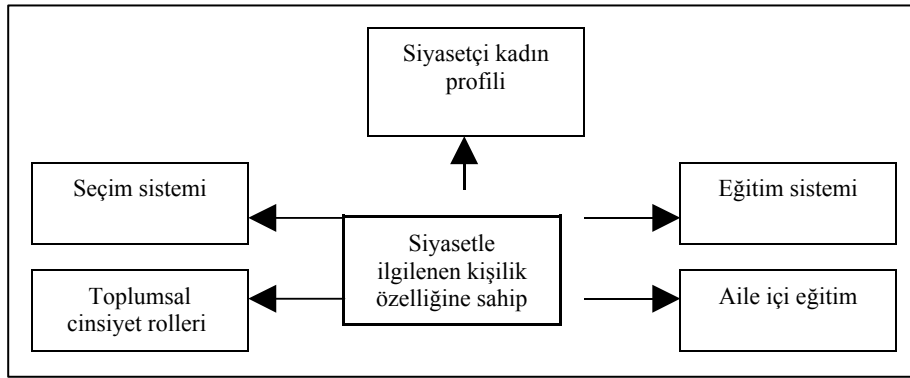 Siyasetçi kadın
profili
Seçim sistemi
Eğitim sistemi
Siyasetle
ilgilenen kişilik
özelliğine sahip
Toplumsal
cinsiyet rolleri
Aile içi eğitim